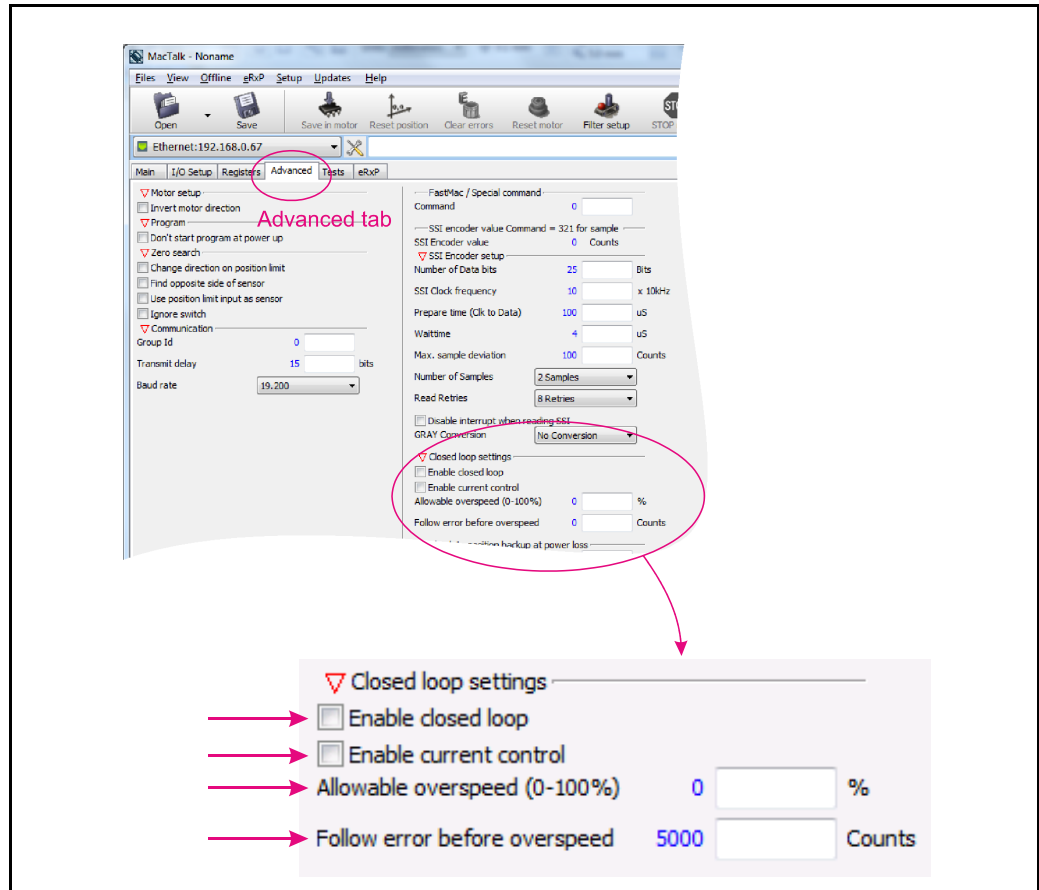 MacTalk - Noname
Files View Offline eRxP Setup Updates Help
Open Save Save in motor Reset position Clear errors Reset motor Filter setup STOP
Ethernet:192.168.0.67
Main I/O Setup Registers Advanced Tests eRxP
Advanced tab
Motor setup
Invert motor direction
Program
Don't start program at power up
Zero search
Change direction on position limit
Find opposite side of sensor
Use position limit input as sensor
Ignore switch
Communication
Group Id 0
Transmit delay 15 bits
Baud rate 19.200
FastMac / Special command
Command 0
SSI encoder value Command = 321 for sample
SSI Encoder value 0 Counts
SSI Encoder setup
Number of Data bits 25 Bits
SSI Clock frequency 10 x 10kHz
Prepare time (Clk to Data) 100 uS
Waittime 4 uS
Max. sample deviation 100 Counts
Number of Samples 2 Samples
Read Retries 8 Retries
Disable interrupt when reading SSI
GRAY Conversion No Conversion
Closed loop settings
Enable closed loop
Enable current control
Allowable overspeed (0-100%) 0 %
Follow error before overspeed 0 Counts
position backup at power loss
Closed loop settings
Enable closed loop
Enable current control
Allowable overspeed (0-100%) 0 %
Follow error before overspeed 5000 Counts